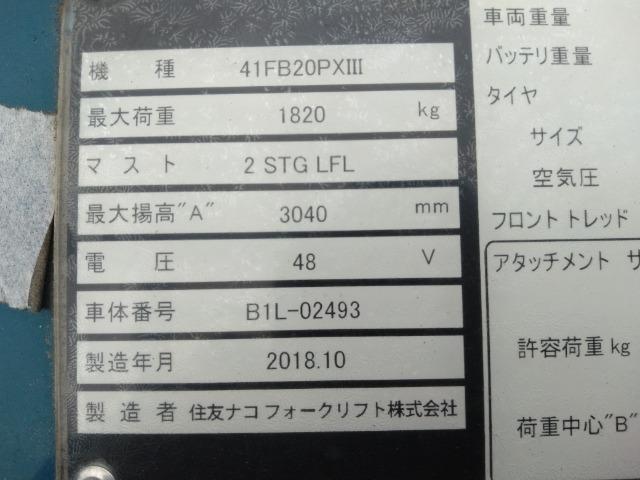 機 種 41FB20PXIII
最大荷重 1820 kg
マ ス ト 2 STG LFL
最大揚高"A" 3040 mm
電 圧 48 V
車体番号 B1L-02493
製造年月 2018.10
製 造 者 住友ナコ フォークリフト株式会社
車両重量
バッテリ重量
タイヤ
サイズ
空気圧
フロント トレッド
アタッチメント サ
許容荷重 kg
荷重中心"B"